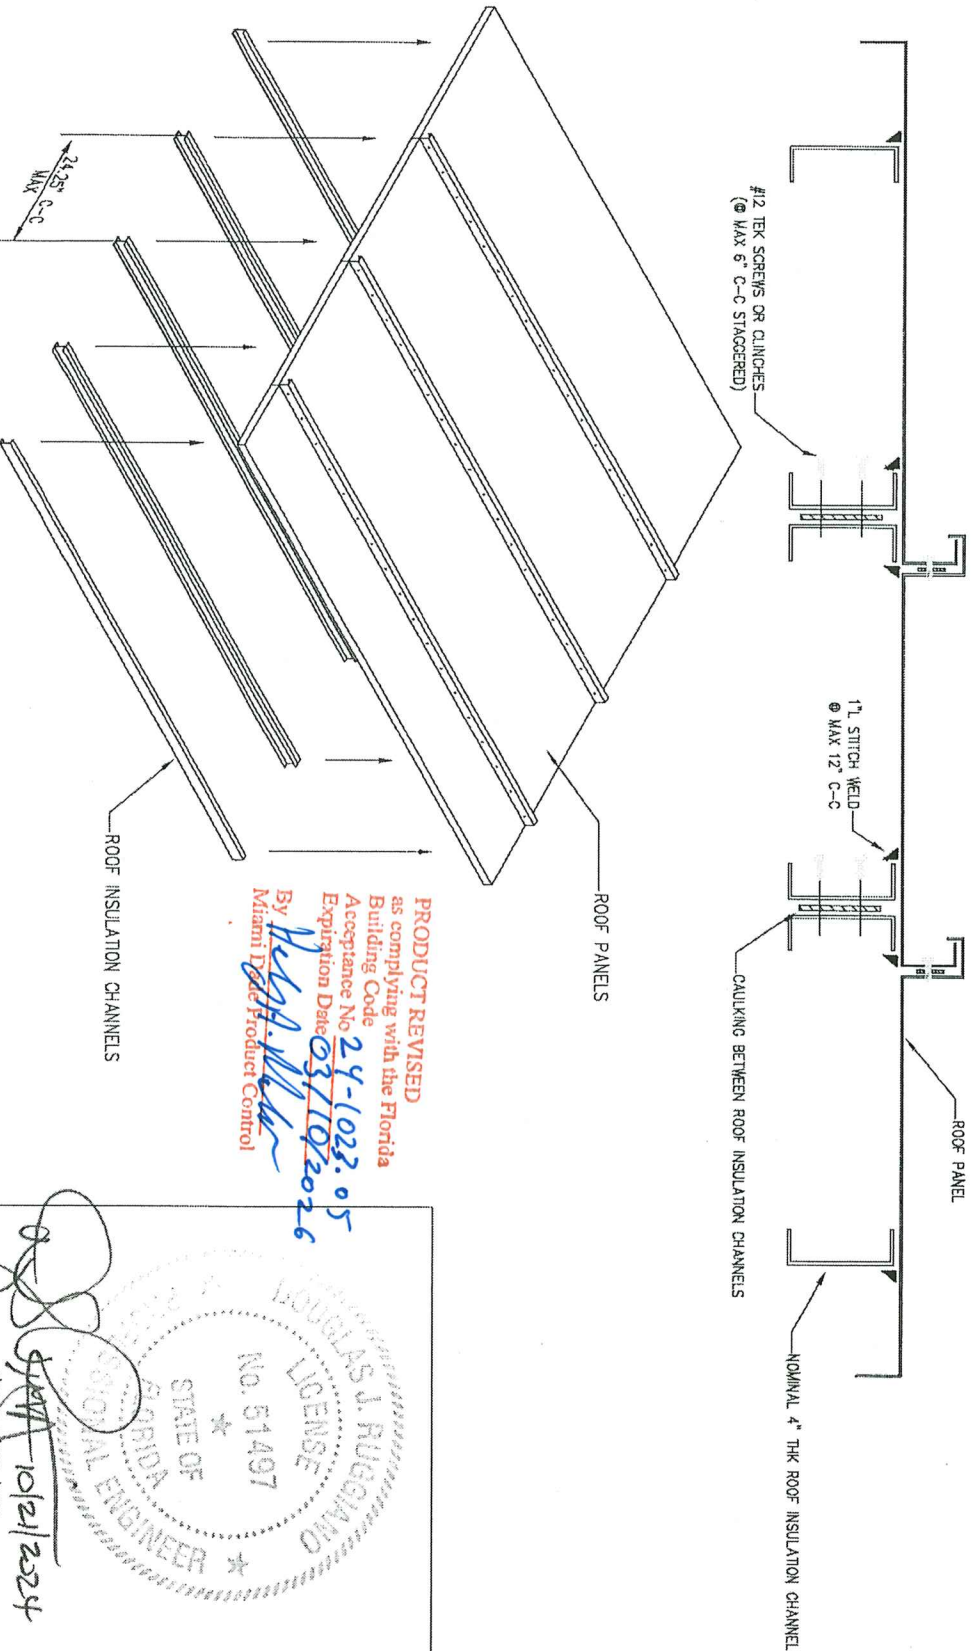 ROOF PANEL
#12 TEK SCREWS OR CLINCHES
(@ MAX 6" C-C STAGGERED)
1"L STITCH WELD
@ MAX 12" C-C
CAULKING BETWEEN ROOF INSULATION CHANNELS
NOMINAL 4" THK ROOF INSULATION CHANNEL
24.25"
MAX C-C
ROOF PANELS
ROOF INSULATION CHANNELS
PRODUCT REVISED
as complying with the Florida
Building Code
Acceptance No 24-1022.05
Expiration Date 03/10/2026
By
Miami Dade Product Control
DOUGLAS J. RUGGIANO
LICENSE
No. 51497
STATE OF
FLORIDA
PROFESSIONAL ENGINEER
10/21/2024